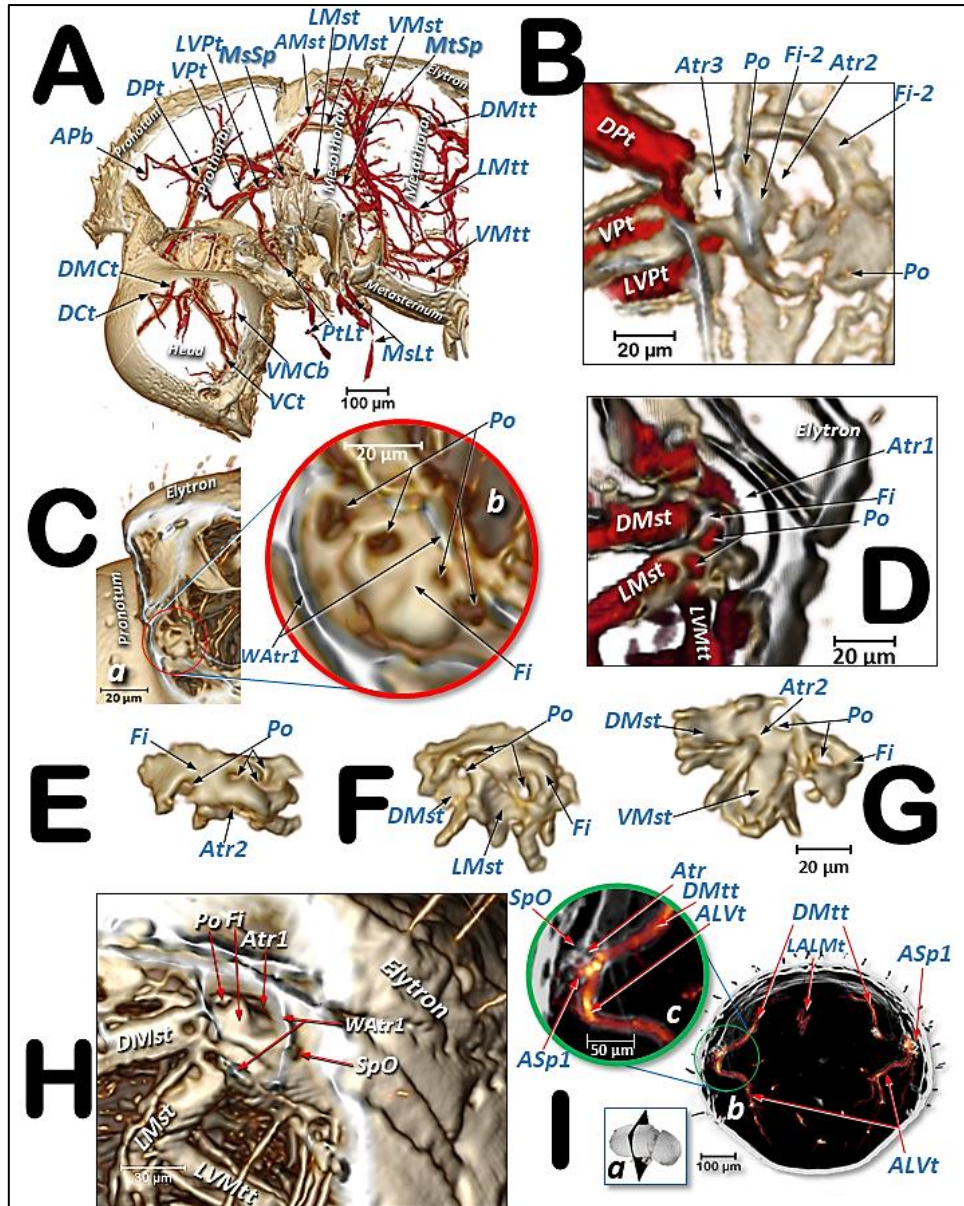 A
LMst
VMst
LVPt
AMst
DMst
VPt
MsSp
MtSp
DPt
Elytron
DMtt
APb
Pronotum
Prothorax
Mesothorax
Metathorax
LMtt
VMtt
DMCt
DCt
Metasternum
Head
PtLt
VMCb
MsLt
VCt
100 µm
B
Atr3
Po
Fi-2
Atr2
Fi-2
DPt
VPt
LVPt
Po
20 µm
C
Elytron
Pronotum
a
20 µm
Po
20 µm
b
WAtr1
Fi
D
Elytron
Atr1
Fi
Po
DMst
LMst
LVMtt
20 µm
E
Fi
Po
Atr2
F
Po
DMst
Fi
LMst
G
Atr2
DMst
Po
Fi
VMst
20 µm
H
Po
Fi
Atr1
Elytron
WAtr1
DMst
SpO
LMst
LVMtt
30 µm
I
Atr
SpO
DMtt
ALVt
c
ASp1
50 µm
DMtt
LALMt
ASp1
b
a
ALVt
100 µm